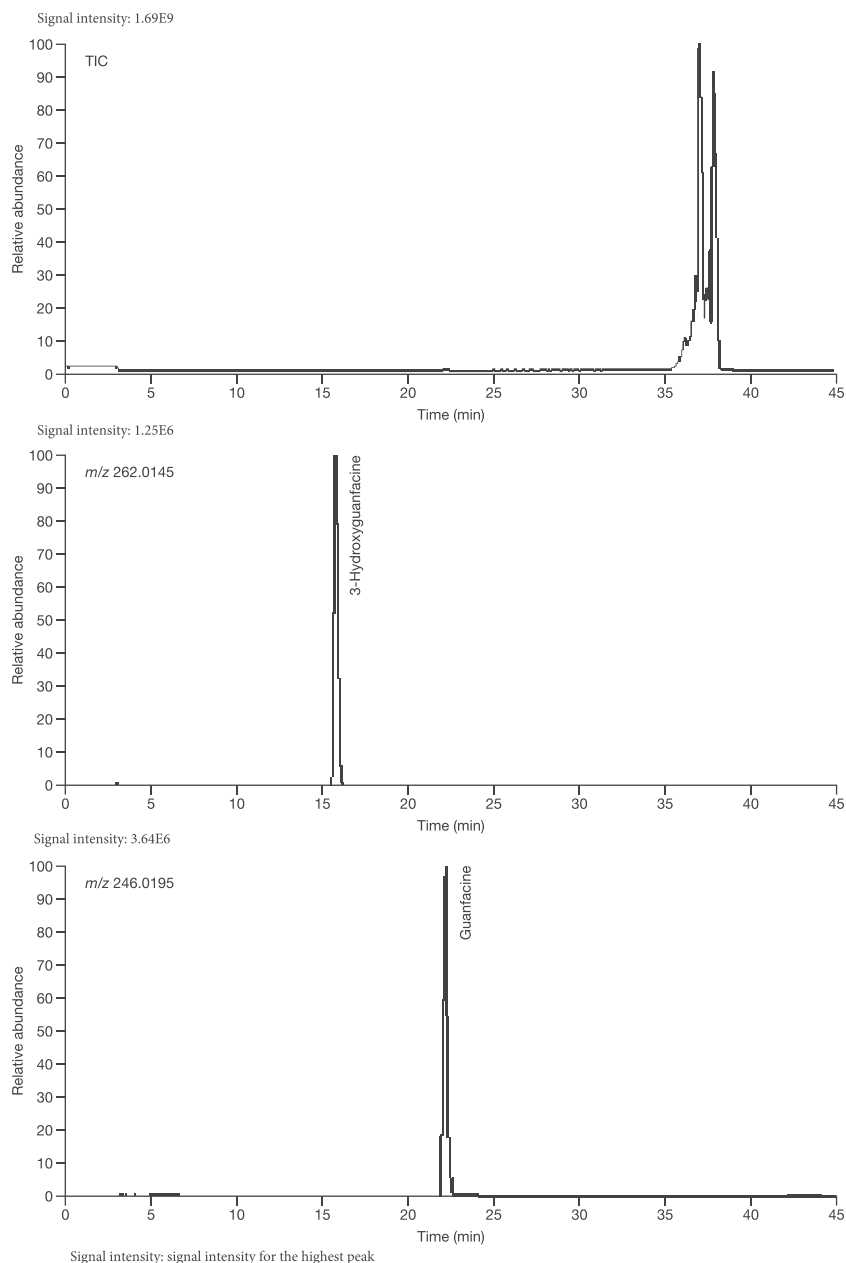 Signal intensity: 1.69E9
100
TIC
90
80
70
60
50
40
30
20
10
0
Relative abundance
0 5 10 15 20 25 30 35 40 45
Time (min)
Signal intensity: 1.25E6
100
m/z 262.0145
90
80
70
60
50
40
30
20
10
0
Relative abundance
3-Hydroxyguanfacine
0 5 10 15 20 25 30 35 40 45
Time (min)
Signal intensity: 3.64E6
100
m/z 246.0195
90
80
70
60
50
40
30
20
10
0
Relative abundance
Guanfacine
0 5 10 15 20 25 30 35 40 45
Time (min)
Signal intensity: signal intensity for the highest peak